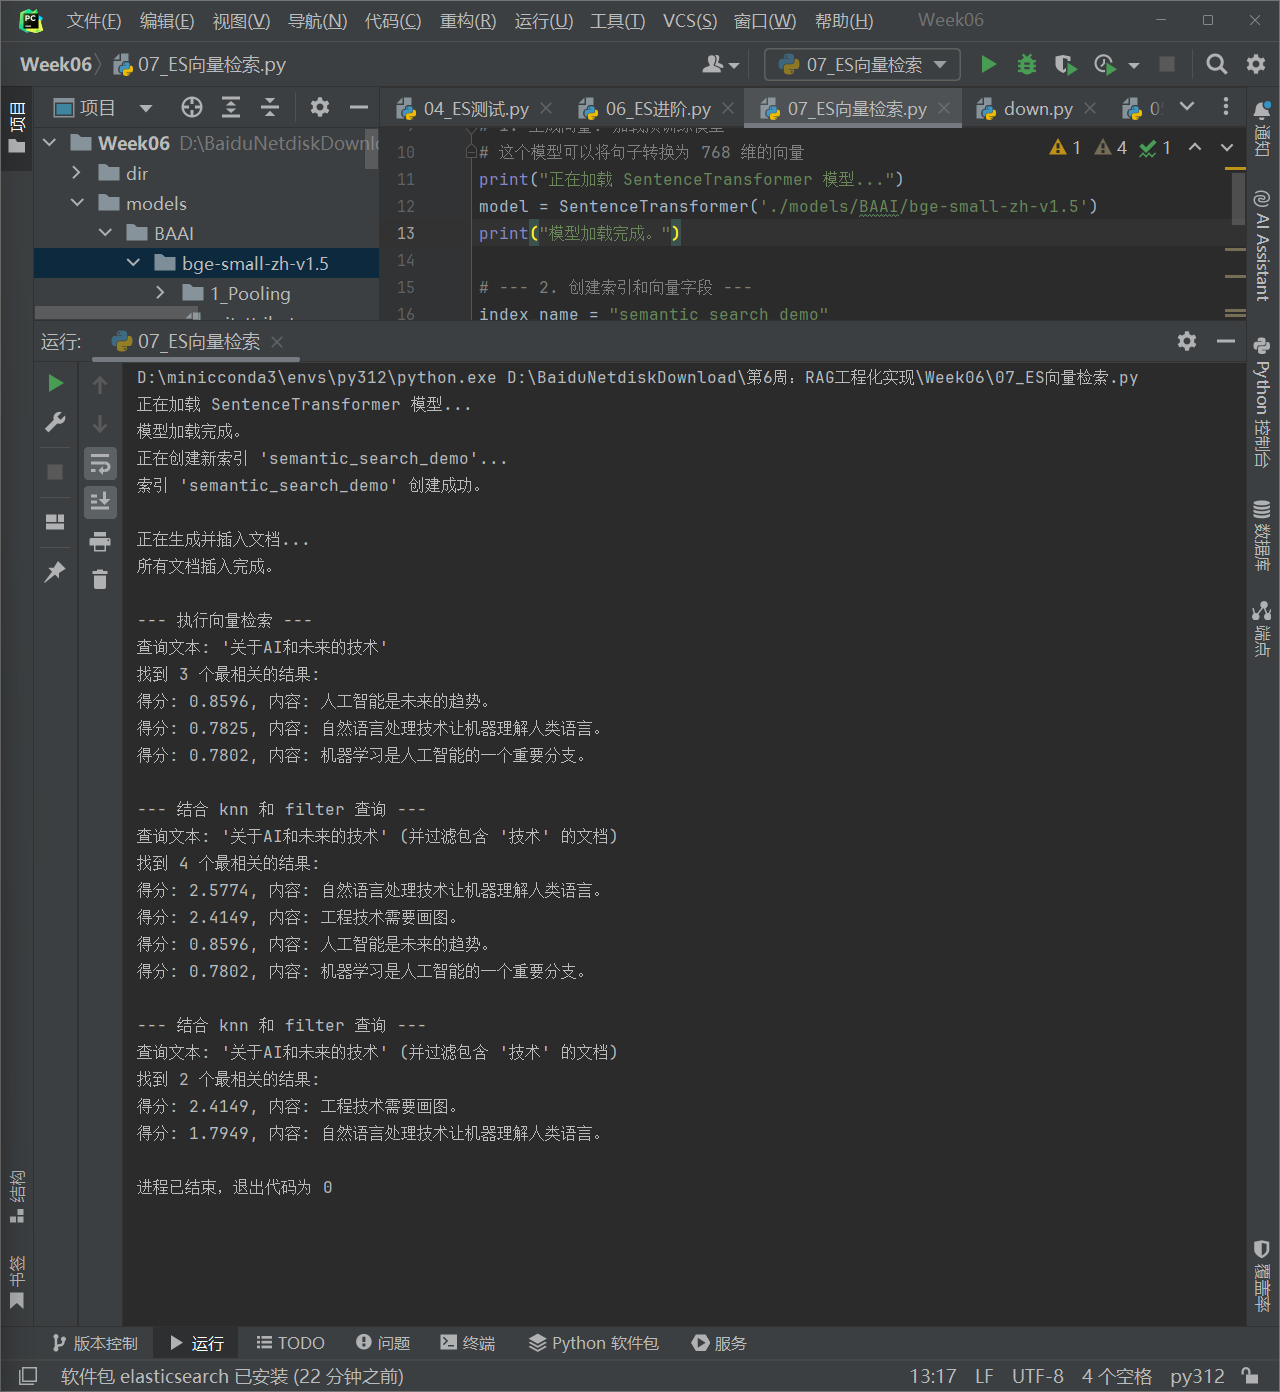 文件(F) 编辑(E) 视图(V) 导航(N) 代码(C) 重构(R) 运行(U) 工具(T) VCS(S) 窗口(W) 帮助(H) Week06
Week06 07_ES向量检索.py 07_ES向量检索
项目 04_ES测试.py 06_ES进阶.py 07_ES向量检索.py down.py
Week06 D:\BaiduNetdiskDownl
dir
models
BAAI
bge-small-zh-v1.5
1_Pooling
1 4 1
10 # 这个模型可以将句子转换为 768 维的向量
11 print("正在加载 SentenceTransformer 模型...")
12 model = SentenceTransformer('./models/BAAI/bge-small-zh-v1.5')
13 print("模型加载完成。")
14
15 # --- 2. 创建索引和向量字段 ---
16 index_name = "semantic_search_demo"
运行: 07_ES向量检索
D:\minicconda3\envs\py312\python.exe D:\BaiduNetdiskDownload\第6周：RAG工程化实现\Week06\07_ES向量检索.py
正在加载 SentenceTransformer 模型...
模型加载完成。
正在创建新索引 'semantic_search_demo'...
索引 'semantic_search_demo' 创建成功。
正在生成并插入文档...
所有文档插入完成。
--- 执行向量检索 ---
查询文本: '关于AI和未来的技术'
找到 3 个最相关的结果:
得分: 0.8596, 内容: 人工智能是未来的趋势。
得分: 0.7825, 内容: 自然语言处理技术让机器理解人类语言。
得分: 0.7802, 内容: 机器学习是人工智能的一个重要分支。
--- 结合 knn 和 filter 查询 ---
查询文本: '关于AI和未来的技术' (并过滤包含 '技术' 的文档)
找到 4 个最相关的结果:
得分: 2.5774, 内容: 自然语言处理技术让机器理解人类语言。
得分: 2.4149, 内容: 工程技术需要画图。
得分: 0.8596, 内容: 人工智能是未来的趋势。
得分: 0.7802, 内容: 机器学习是人工智能的一个重要分支。
--- 结合 knn 和 filter 查询 ---
查询文本: '关于AI和未来的技术' (并过滤包含 '技术' 的文档)
找到 2 个最相关的结果:
得分: 2.4149, 内容: 工程技术需要画图。
得分: 1.7949, 内容: 自然语言处理技术让机器理解人类语言。
进程已结束，退出代码为 0
项目
结构
书签
通知
AI Assistant
Python 控制台
数据库
端点
覆盖率
版本控制 运行 TODO 问题 终端 Python 软件包 服务
软件包 elasticsearch 已安装 (22 分钟之前) 13:17 LF UTF-8 4 个空格 py312